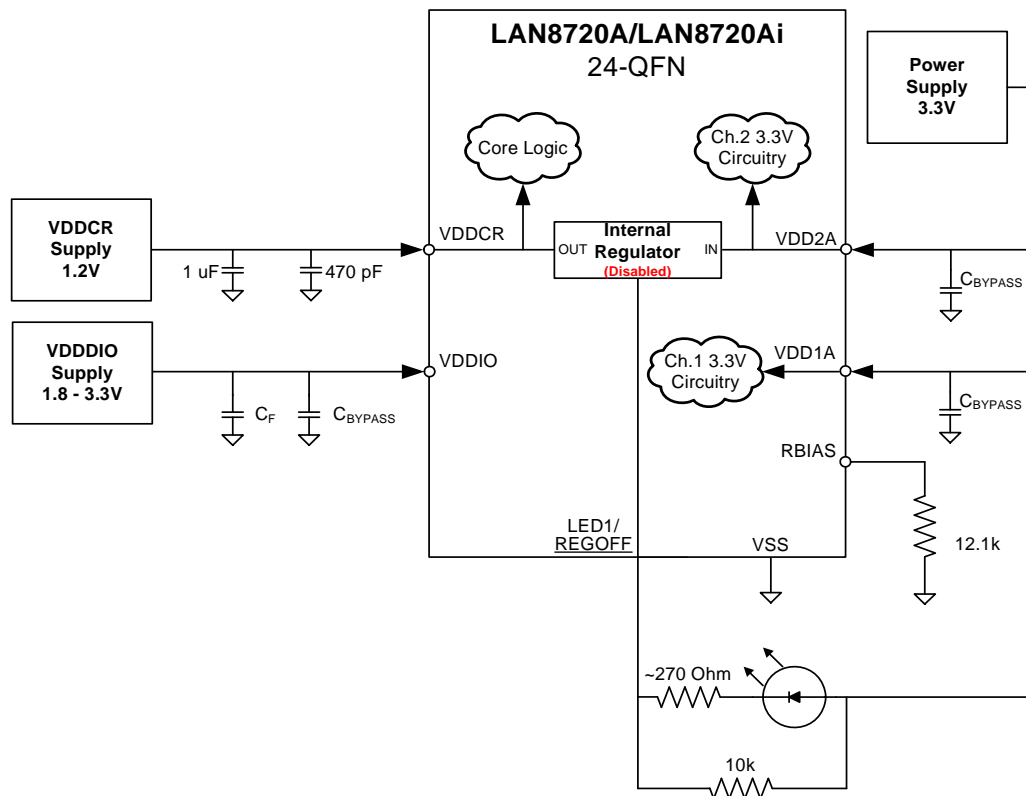 LAN8720A/LAN8720Ai
24-QFN
Power
Supply
3.3V
Core Logic
Ch.2 3.3V
Circuitry
VDDCR
Supply
1.2V
VDDCR
OUT
Internal
Regulator
(Disabled)
IN
VDD2A
1 uF
470 pF
CBYPASS
VDDDIO
Supply
1.8 - 3.3V
VDDIO
Ch.1 3.3V
Circuitry
VDD1A
CF
CBYPASS
CBYPASS
RBIAS
12.1k
LED1/
REGOFF
VSS
~270 Ohm
10k